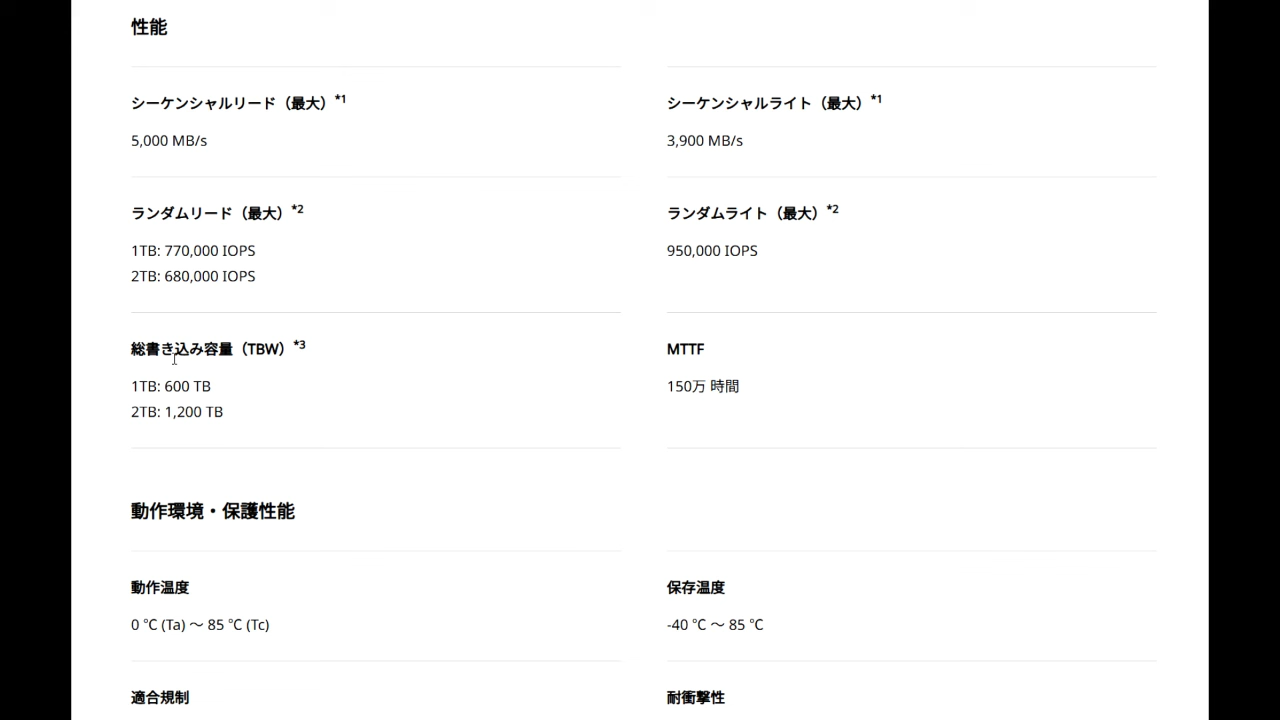 性能
シーケンシャルリード（最大）*1
5,000 MB/s
シーケンシャルライト（最大）*1
3,900 MB/s
ランダムリード（最大）*2
1TB: 770,000 IOPS
2TB: 680,000 IOPS
ランダムライト（最大）*2
950,000 IOPS
総書き込み容量（TBW）*3
1TB: 600 TB
2TB: 1,200 TB
MTTF
150万 時間
動作環境・保護性能
動作温度
0 ℃ (Ta) ～ 85 ℃ (Tc)
保存温度
-40 ℃ ～ 85 ℃
適合規制
耐衝撃性